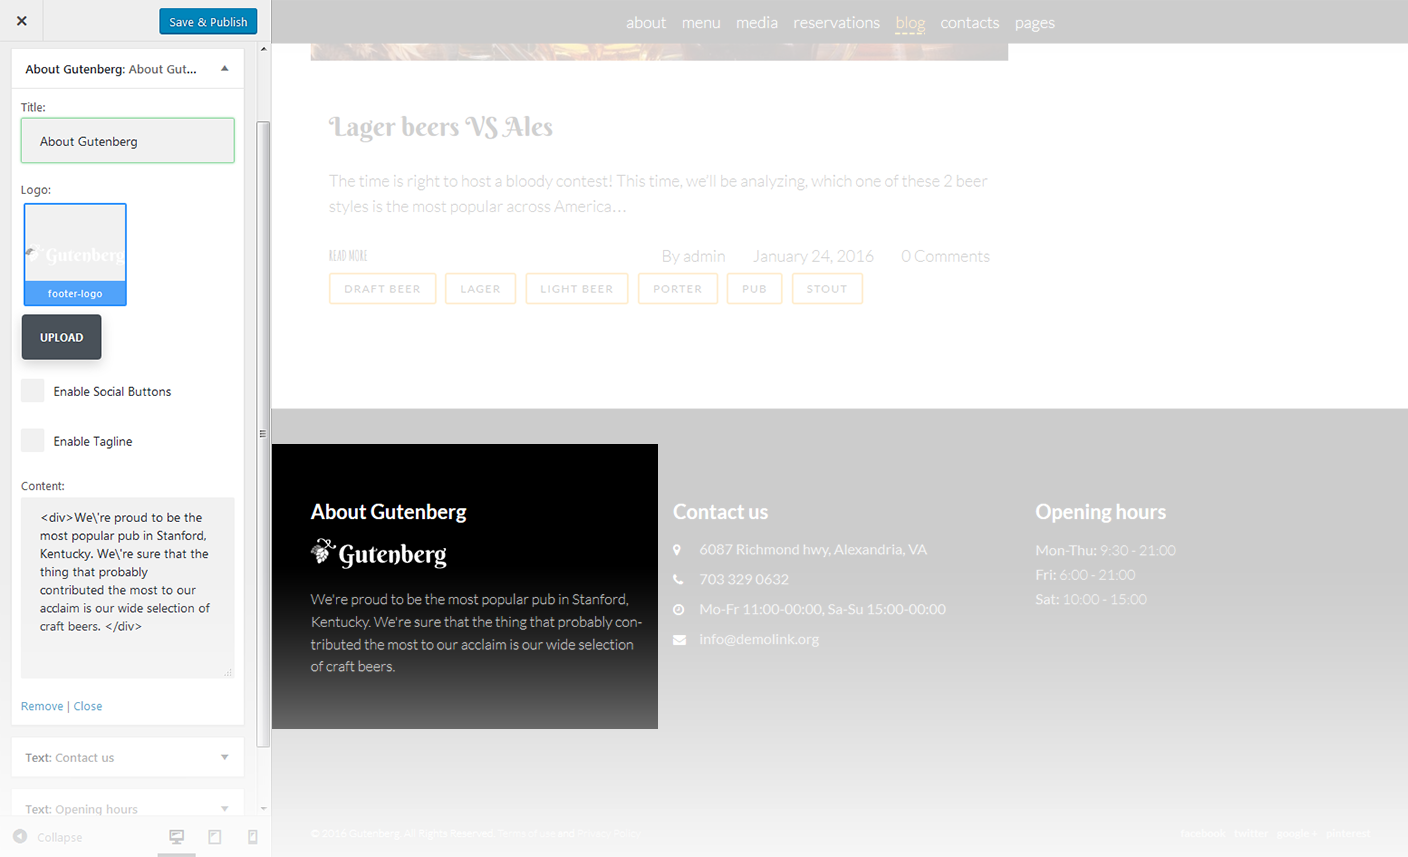 Save & Publish
About Gutenberg: About Gut...
Title:
About Gutenberg
Logo:
Gutenberg
footer-logo
UPLOAD
Enable Social Buttons
Enable Tagline
Content:
<div>We\'re proud to be the
most popular pub in Stanford,
Kentucky. We\'re sure that the
thing that probably
contributed the most to our
acclaim is our wide selection of
craft beers. </div>
Remove | Close
Text: Contact us
Text: Opening hours
Collapse
about menu media reservations blog contacts pages
Lager beers VS Ales
The time is right to host a bloody contest! This time, we'll be analyzing, which one of these 2 beer
styles is the most popular across America...
READ MORE By admin January 24, 2016 0 Comments
DRAFT BEER LAGER LIGHT BEER PORTER PUB STOUT
About Gutenberg
Gutenberg
We're proud to be the most popular pub in Stanford,
Kentucky. We're sure that the thing that probably con-
tributed the most to our acclaim is our wide selection
of craft beers.
Contact us
6087 Richmond hwy, Alexandria, VA
703 329 0632
Mo-Fr 11:00-00:00, Sa-Su 15:00-00:00
info@demolink.org
Opening hours
Mon-Thu: 9:30 - 21:00
Fri: 6:00 - 21:00
Sat: 10:00 - 15:00
© 2016 Gutenberg. All Rights Reserved. Terms of use and Privacy Policy
facebook twitter google + pinterest